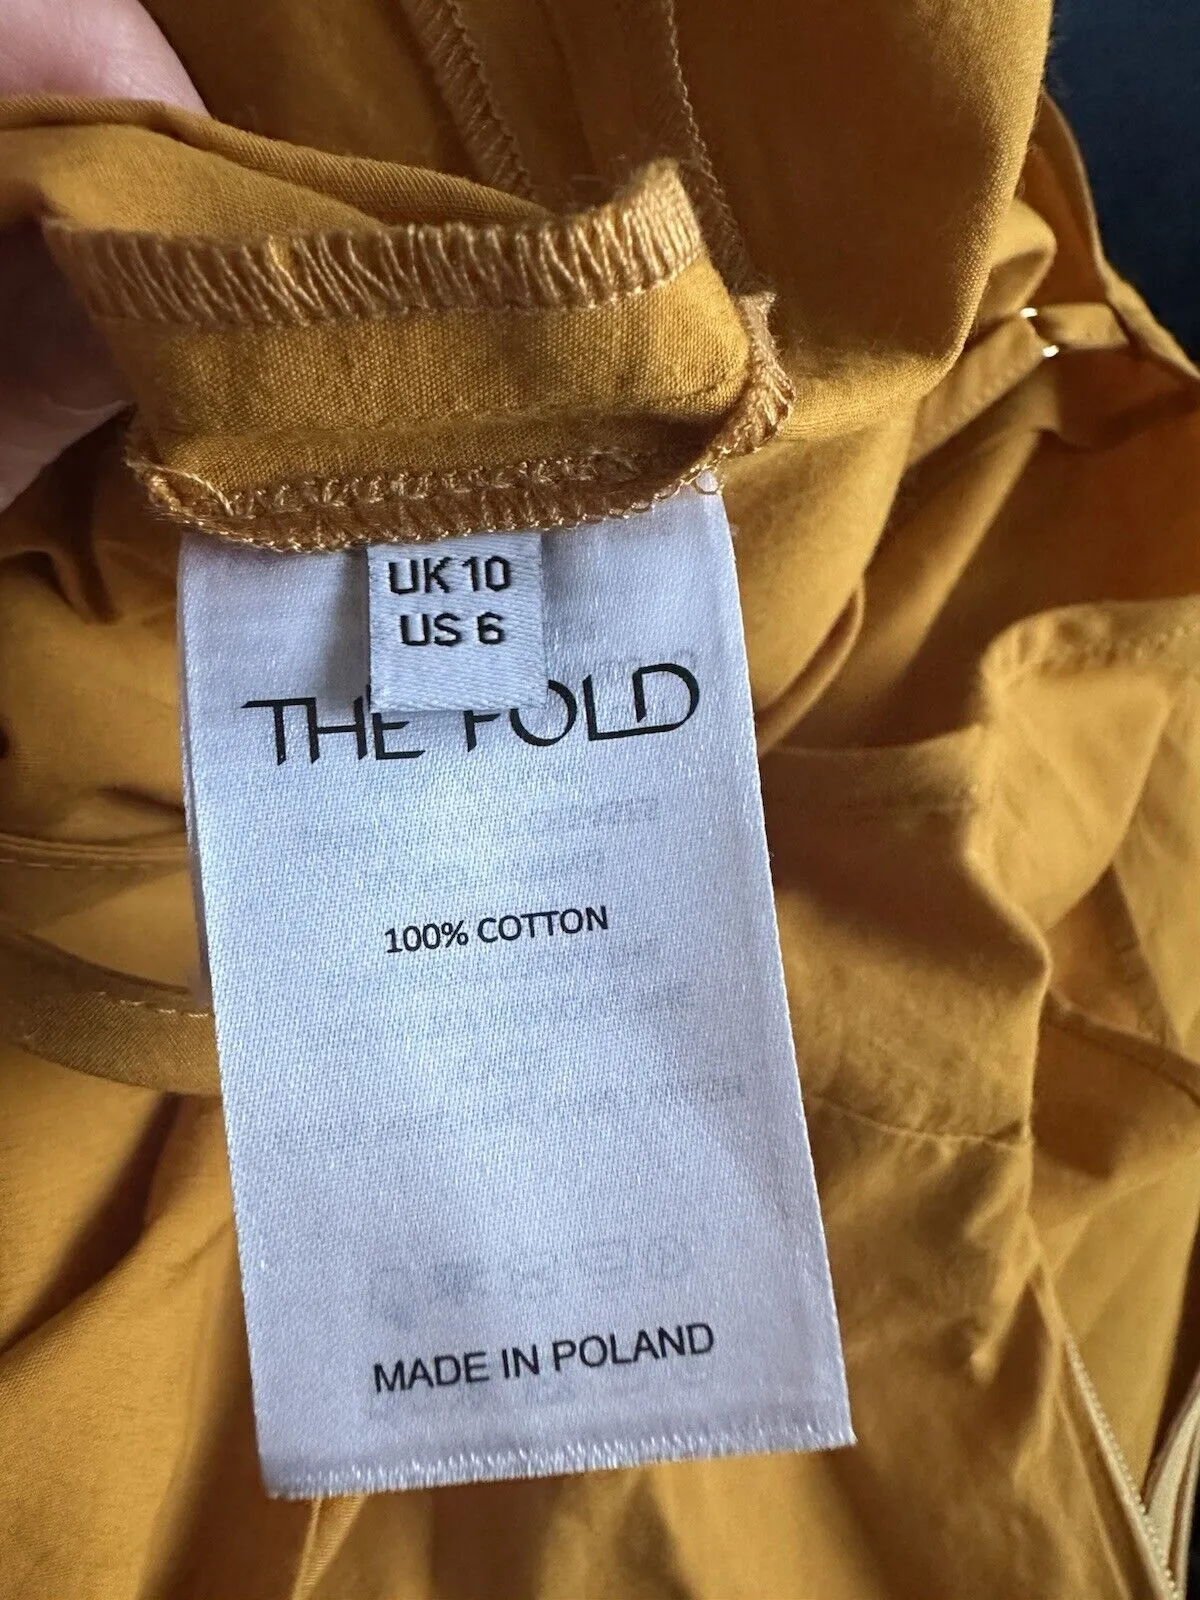 UK 10
US 6
THE FOLD
100% COTTON
MADE IN POLAND